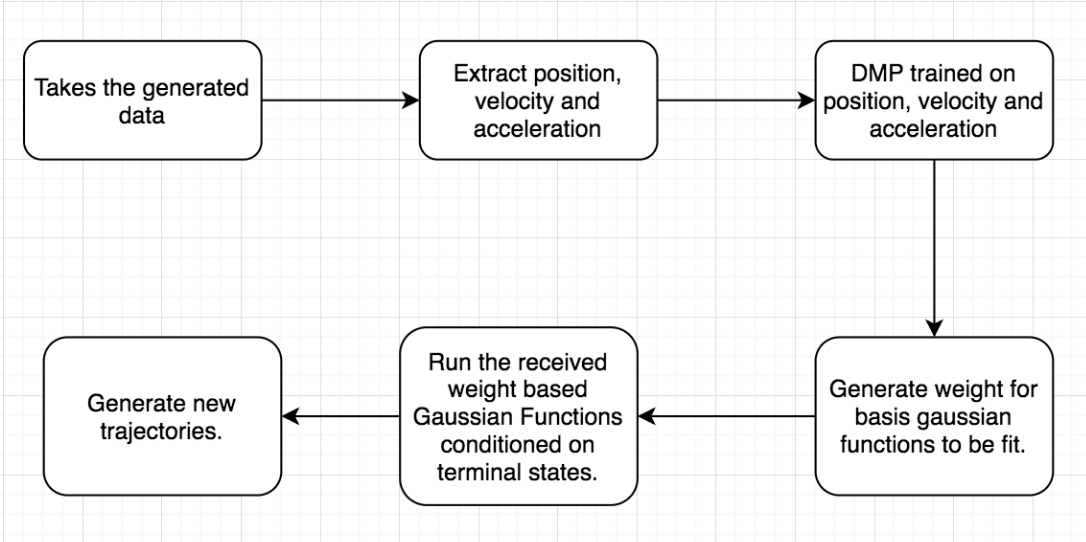 Takes the generated
data
Extract position,
velocity and
acceleration
DMP trained on
position, velocity and
acceleration
Generate weight for
basis gaussian
functions to be fit.
Run the received
weight based
Gaussian Functions
conditioned on
terminal states.
Generate new
trajectories.